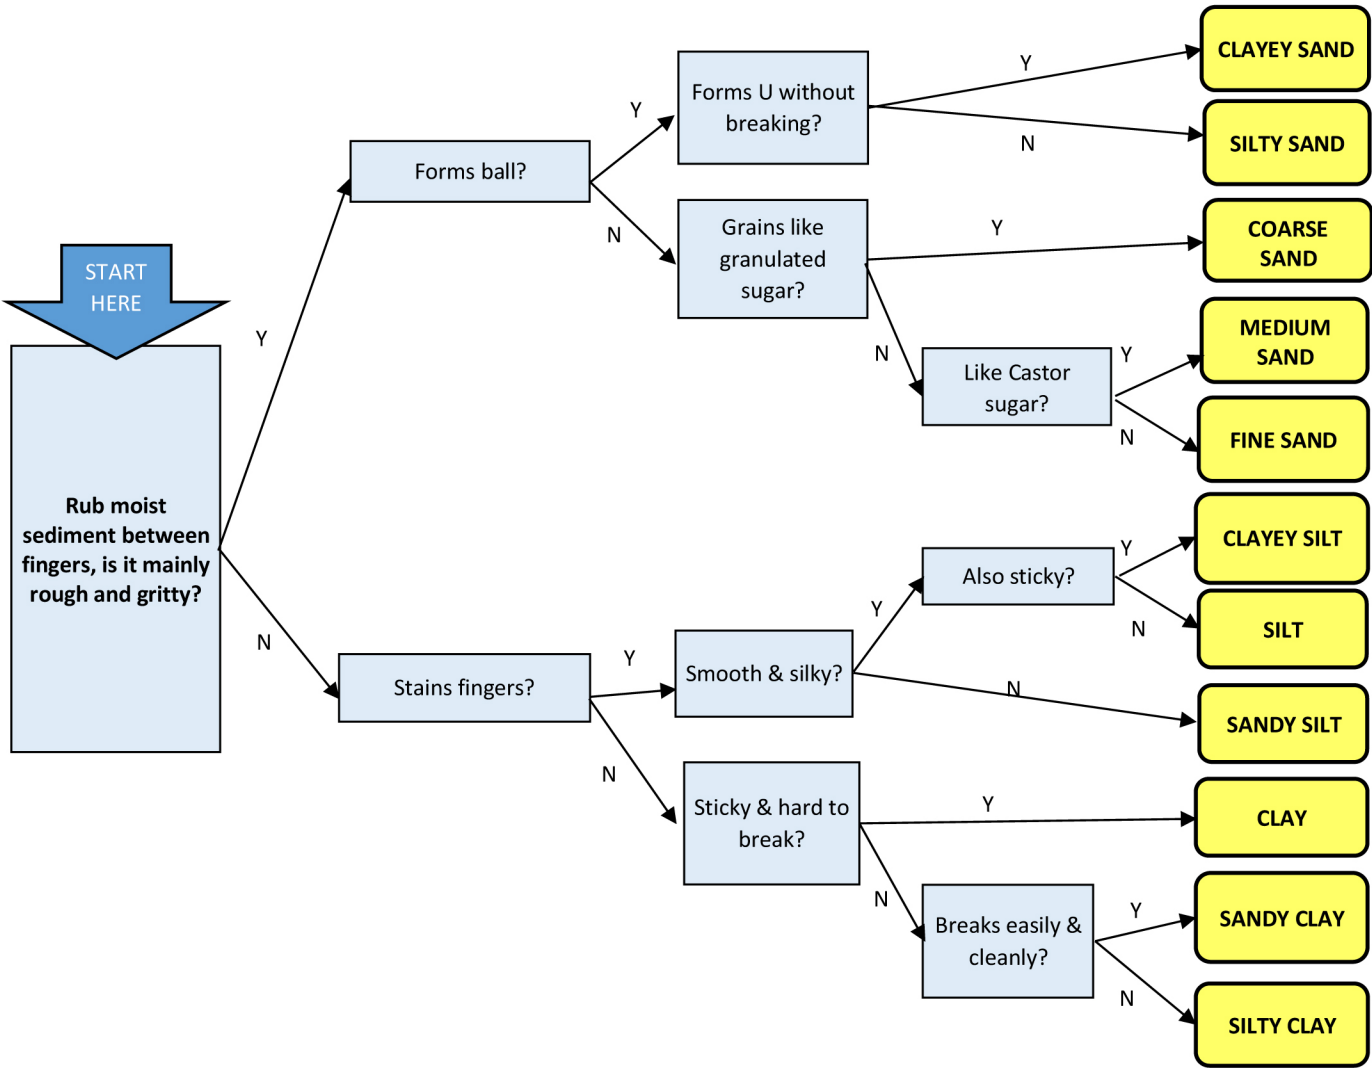 START
HERE
Rub moist
sediment between
fingers, is it mainly
rough and gritty?
Y
N
Forms ball?
Y
N
Forms U without
breaking?
Y
N
CLAYEY SAND
SILTY SAND
Grains like
granulated
sugar?
Y
N
COARSE
SAND
Like Castor
sugar?
Y
N
MEDIUM
SAND
FINE SAND
Stains fingers?
Y
N
Smooth & silky?
Y
N
Also sticky?
Y
N
CLAYEY SILT
SILT
SANDY SILT
Sticky & hard to
break?
Y
N
CLAY
Breaks easily &
cleanly?
Y
N
SANDY CLAY
SILTY CLAY